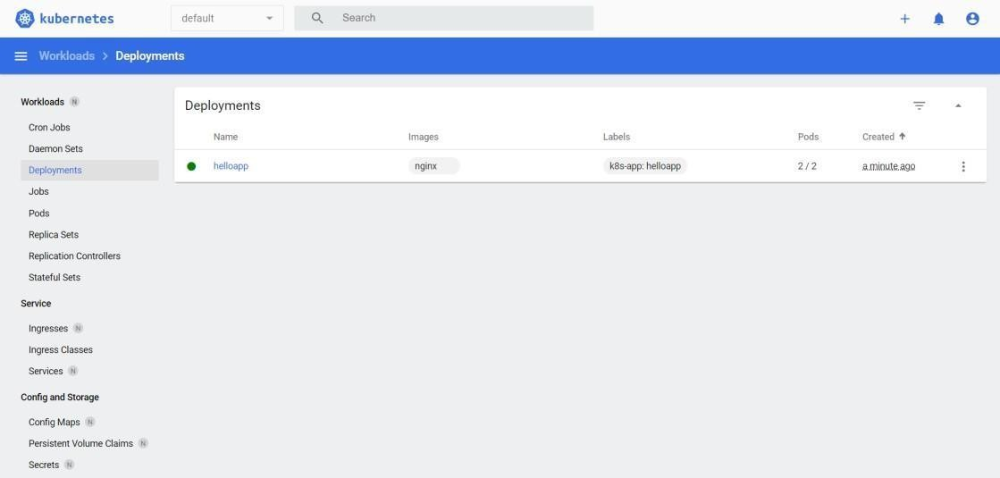 kubernetes
default
Search
Workloads > Deployments
Workloads N
Cron Jobs
Daemon Sets
Deployments
Jobs
Pods
Replica Sets
Replication Controllers
Stateful Sets
Service
Ingresses N
Ingress Classes
Services N
Config and Storage
Config Maps N
Persistent Volume Claims N
Secrets N
Deployments
Name Images Labels Pods Created
helloapp nginx k8s-app: helloapp 2 / 2 a minute ago